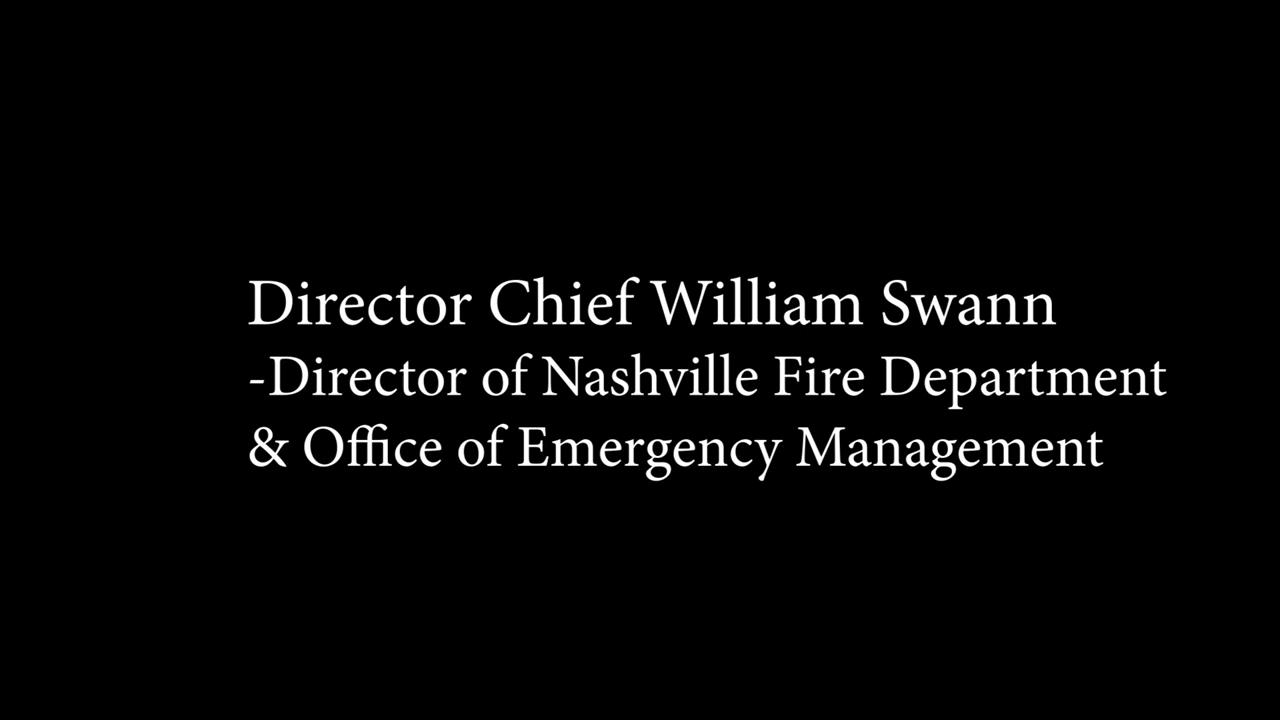 Director Chief William Swann
-Director of Nashville Fire Department
& Office of Emergency Management